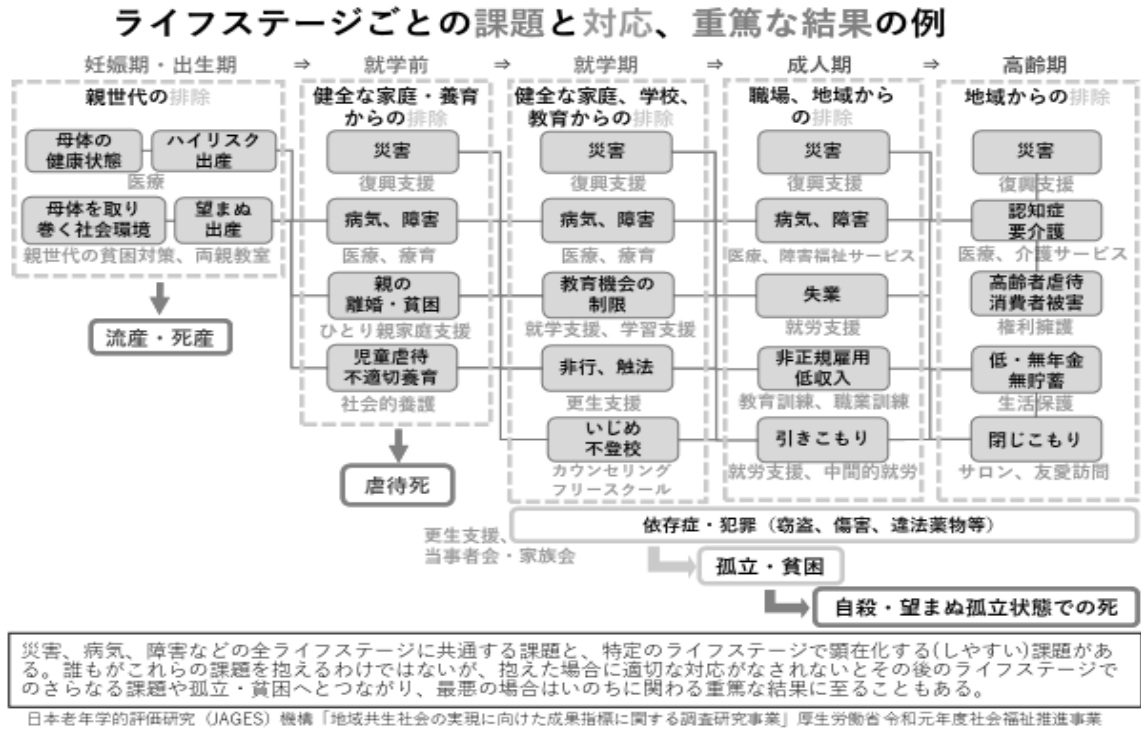 ライフステージごとの課題と対応、重篤な結果の例
妊娠期・出生期 ⇒ 就学前 ⇒ 就学期 ⇒ 成人期 ⇒ 高齢期
親世代の排除
母体の
健康状態
ハイリスク
出産
医療
母体を取り
巻く社会環境
望まぬ
出産
親世代の貧困対策、両親教室
流産・死産
健全な家庭・養育
からの排除
災害
復興支援
病気、障害
医療、療育
親の
離婚・貧困
ひとり親家庭支援
児童虐待
不適切養育
社会的養護
虐待死
健全な家庭、学校、
教育からの排除
災害
復興支援
病気、障害
医療、療育
教育機会の
制限
就学支援、学習支援
非行、触法
更生支援
いじめ
不登校
カウンセリング
フリースクール
職場、地域から
の排除
災害
復興支援
病気、障害
医療、障害福祉サービス
失業
就労支援
非正規雇用
低収入
教育訓練、職業訓練
引きこもり
就労支援、中間的就労
地域からの排除
災害
復興支援
認知症
要介護
医療、介護サービス
高齢者虐待
消費者被害
権利擁護
低・無年金
無貯蓄
生活保護
閉じこもり
サロン、友愛訪問
依存症・犯罪（窃盗、傷害、違法薬物等）
更生支援、
当事者会・家族会
孤立・貧困
自殺・望まぬ孤立状態での死
災害、病気、障害などの全ライフステージに共通する課題と、特定のライフステージで顕在化する(しやすい)課題があ
る。誰もがこれらの課題を抱えるわけではないが、抱えた場合に適切な対応がなされないとその後のライフステージで
のさらなる課題や孤立・貧困へとつながり、最悪の場合はいのちに関わる重篤な結果に至ることもある。
日本老年学的評価研究（JAGES）機構「地域共生社会の実現に向けた成果指標に関する調査研究事業」厚生労働省令和元年度社会福祉推進事業